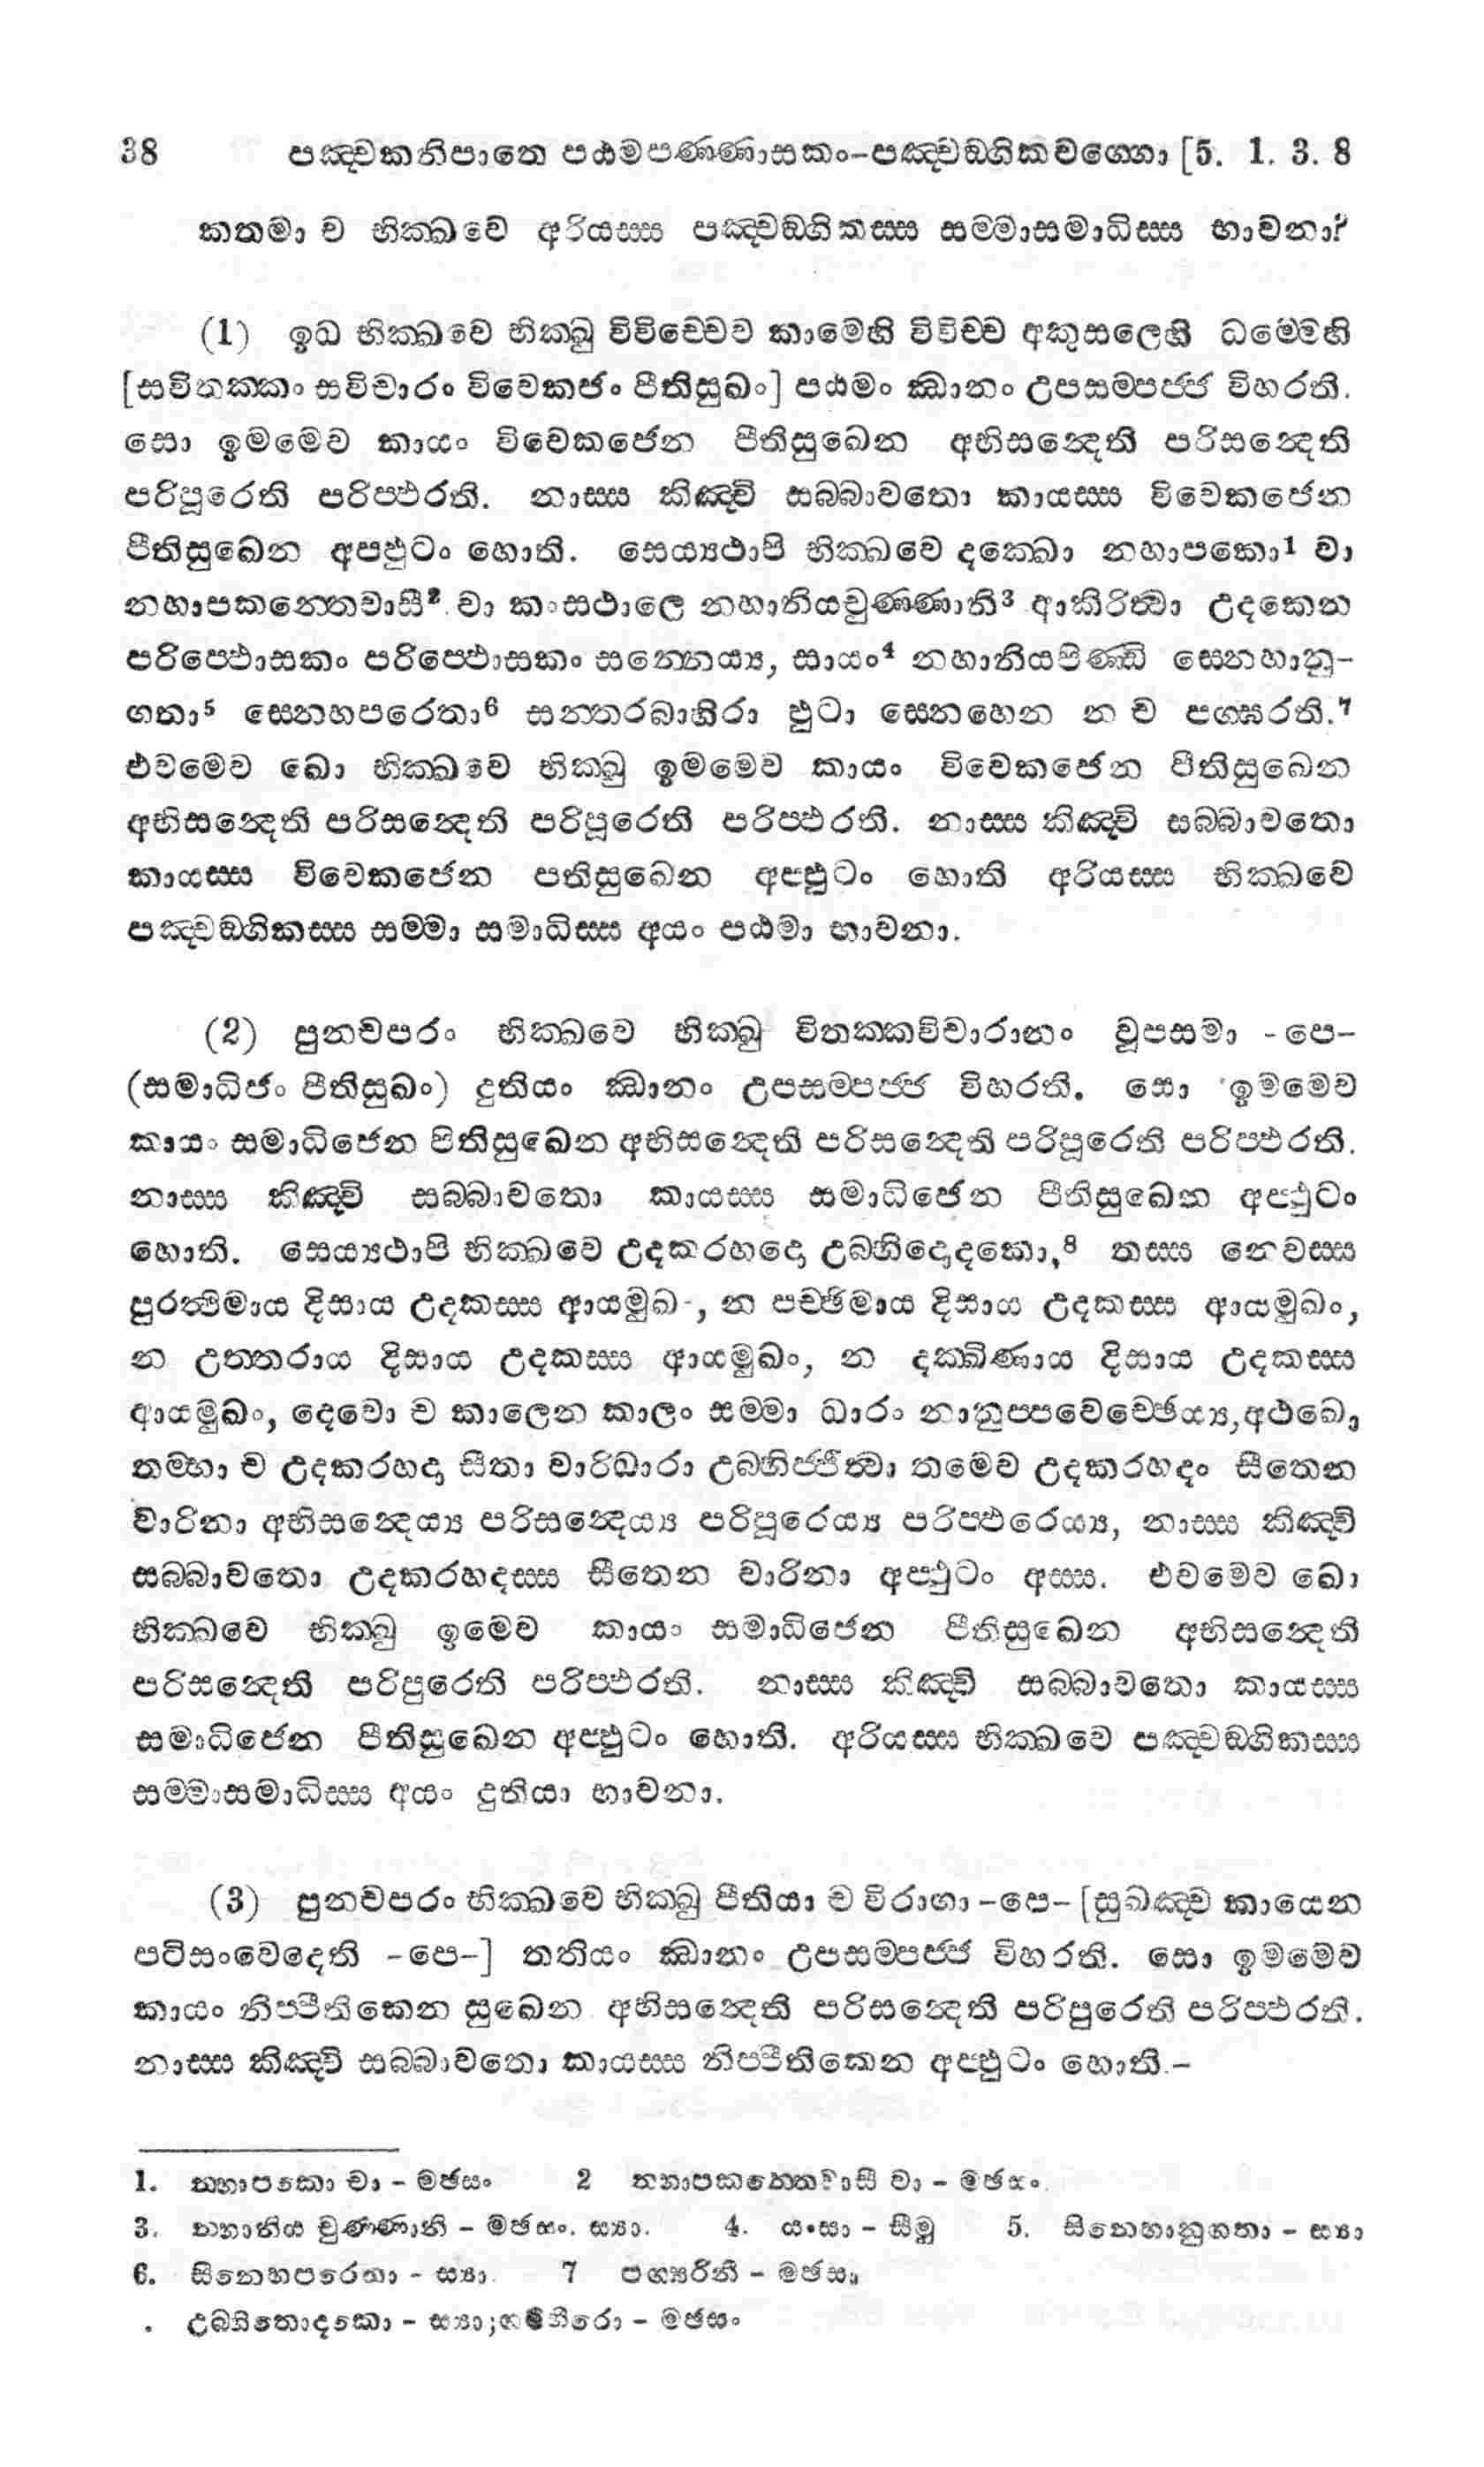 38 පඤ්චකනිපාතෙ පඨමපණ්ණාසකං-පඤ්චඞ්ගිකවග්ගො [5. 1. 3. 8
කතමා ච භික්ඛවෙ අරියස්ස පඤ්චඞ්ගිකස්ස සම්මාසමාධිස්ස භාවනා?
(1) ඉධ භික්ඛවෙ භික්ඛු විවිච්චෙව කාමෙහි විවිච්ච අකුසලෙහි ධම්මෙහි
[සවිතක්කං සවිචාරං විවෙකජං පීතිසුඛං] පඨමං ඣානං උපසම්පජ්ජ විහරති.
සො ඉමමෙව කායං විවෙකජෙන පීතිසුඛෙන අභිසන්දෙති පරිසන්දෙති
පරිපූරෙති පරිප්ඵරති. නාස්ස කිඤ්චි සබ්බාවතො කායස්ස විවෙකජෙන
පීතිසුඛෙන අප්ඵුටං හොති. සෙය්‍යථාපි භික්ඛවෙ දක්ඛො නහාපකො1 වා
නහාපකන්තෙවාසී2 වා කංසථාලෙ නහානියචුණ්ණානි3 ආකිරිත්‍වා උදකෙන
පරිප්ඵොසකං පරිප්ඵොසකං සන්නෙය්‍ය, සායං4 නහානියපිණ්ඩි සෙනහානු-
ගතා5 සෙනහපරෙතා6 සන්තරබාහිරා ඵුටා සෙනහෙන න ච පග්ඝරති.7
එවමෙව ඛො භික්ඛවෙ භික්ඛු ඉමමෙව කායං විවෙකජෙන පීතිසුඛෙන
අභිසන්දෙති පරිසන්දෙති පරිපූරෙති පරිප්ඵරති. නාස්ස කිඤ්චි සබ්බාවතො
කායස්ස විවෙකජෙන පතිසුඛෙන අප්ඵුටං හොති අරියස්ස භික්ඛවෙ
පඤ්චඞ්ගිකස්ස සම්මා සමාධිස්ස අයං පඨමා භාවනා.
(2) පුනචපරං භික්ඛවෙ භික්ඛු විතක්කවිචාරානං වූපසමා -පෙ-
(සමාධිජං පීතිසුඛං) දුතියං ඣානං උපසම්පජ්ජ විහරති. සො ඉමමෙව
කායං සමාධිජෙන පිතිසුඛෙන අභිසන්දෙති පරිසන්දෙති පරිපූරෙති පරිප්ඵරති.
නාස්ස කිඤ්චි සබ්බාවතො කායස්ස සමාධිජෙන පීතිසුඛෙන අප්ඵුටං
හොති. සෙය්‍යථාපි භික්ඛවෙ උදකරහදො උබ්භිදොදකො,8 තස්ස නෙවස්ස
පුරත්‍ථිමාය දිසාය උදකස්ස ආයමුඛං, න පච්ඡිමාය දිසාය උදකස්ස ආයමුඛං,
න උත්තරාය දිසාය උදකස්ස ආයමුඛං, න දක්ඛිණාය දිසාය උදකස්ස
ආයමුඛං, දෙවො ච කාලෙන කාලං සම්මා ධාරං නානුප්පවෙච්ඡෙය්‍ය, අථඛො
තම්හා ච උදකරහදා සීතා වාරිධාරා උබ්භිජ්ජිත්‍වා තමෙව උදකරහදං සීතෙන
වාරිනා අභිසන්දෙය්‍ය පරිසන්දෙය්‍ය පරිපූරෙය්‍ය පරිප්ඵරෙය්‍ය, නාස්ස කිඤ්චි
සබ්බාවතො උදකරහදස්ස සීතෙන වාරිනා අප්ඵුටං අස්ස. එවමෙව ඛො
භික්ඛවෙ භික්ඛු ඉමෙව කායං සමාධිජෙන පීතිසුඛෙන අභිසන්දෙති
පරිසන්දෙති පරිපුරෙති පරිප්ඵරති. නාස්ස කිඤ්චි සබ්බාවතො කායස්ස
සමාධිජෙන පීතිසුඛෙන අප්ඵුටං හොති. අරියස්ස භික්ඛවෙ පඤ්චඞ්ගිකස්ස
සම්මාසමාධිස්ස අයං දුතියා භාවනා.
(3) පුනචපරං භික්ඛවෙ භික්ඛු පීතියා ච විරාගා -පෙ- [සුඛඤ්ච කායෙන
පටිසංවෙදෙති -පෙ-] තතියං ඣානං උපසම්පජ්ජ විහරති. සො ඉමමෙව
කායං නිප්පීතිකෙන සුඛෙන අභිසන්දෙති පරිසන්දෙති පරිපුරෙති පරිප්ඵරති.
නාස්ස කිඤ්චි සබ්බාවතො කායස්ස නිප්පීතිකෙන අප්ඵුටං හොති.-
1. නහාපකො වා - මඡසං 2 නහාපකන්තෙවාසී වා - මඡසං.
3. නහානිය චුණ්ණානි - මඡසං. ස්‍යා. 4. ය.සා - සීමු 5. සිනෙහානුගතා - ස්‍යා
6. සිනෙහපරෙතා - ස්‍යා. 7 පග්ඝරිනී - මඡසං
. උබ්භිතොදකො - ස්‍යා; ගම්භීරො - මඡසං